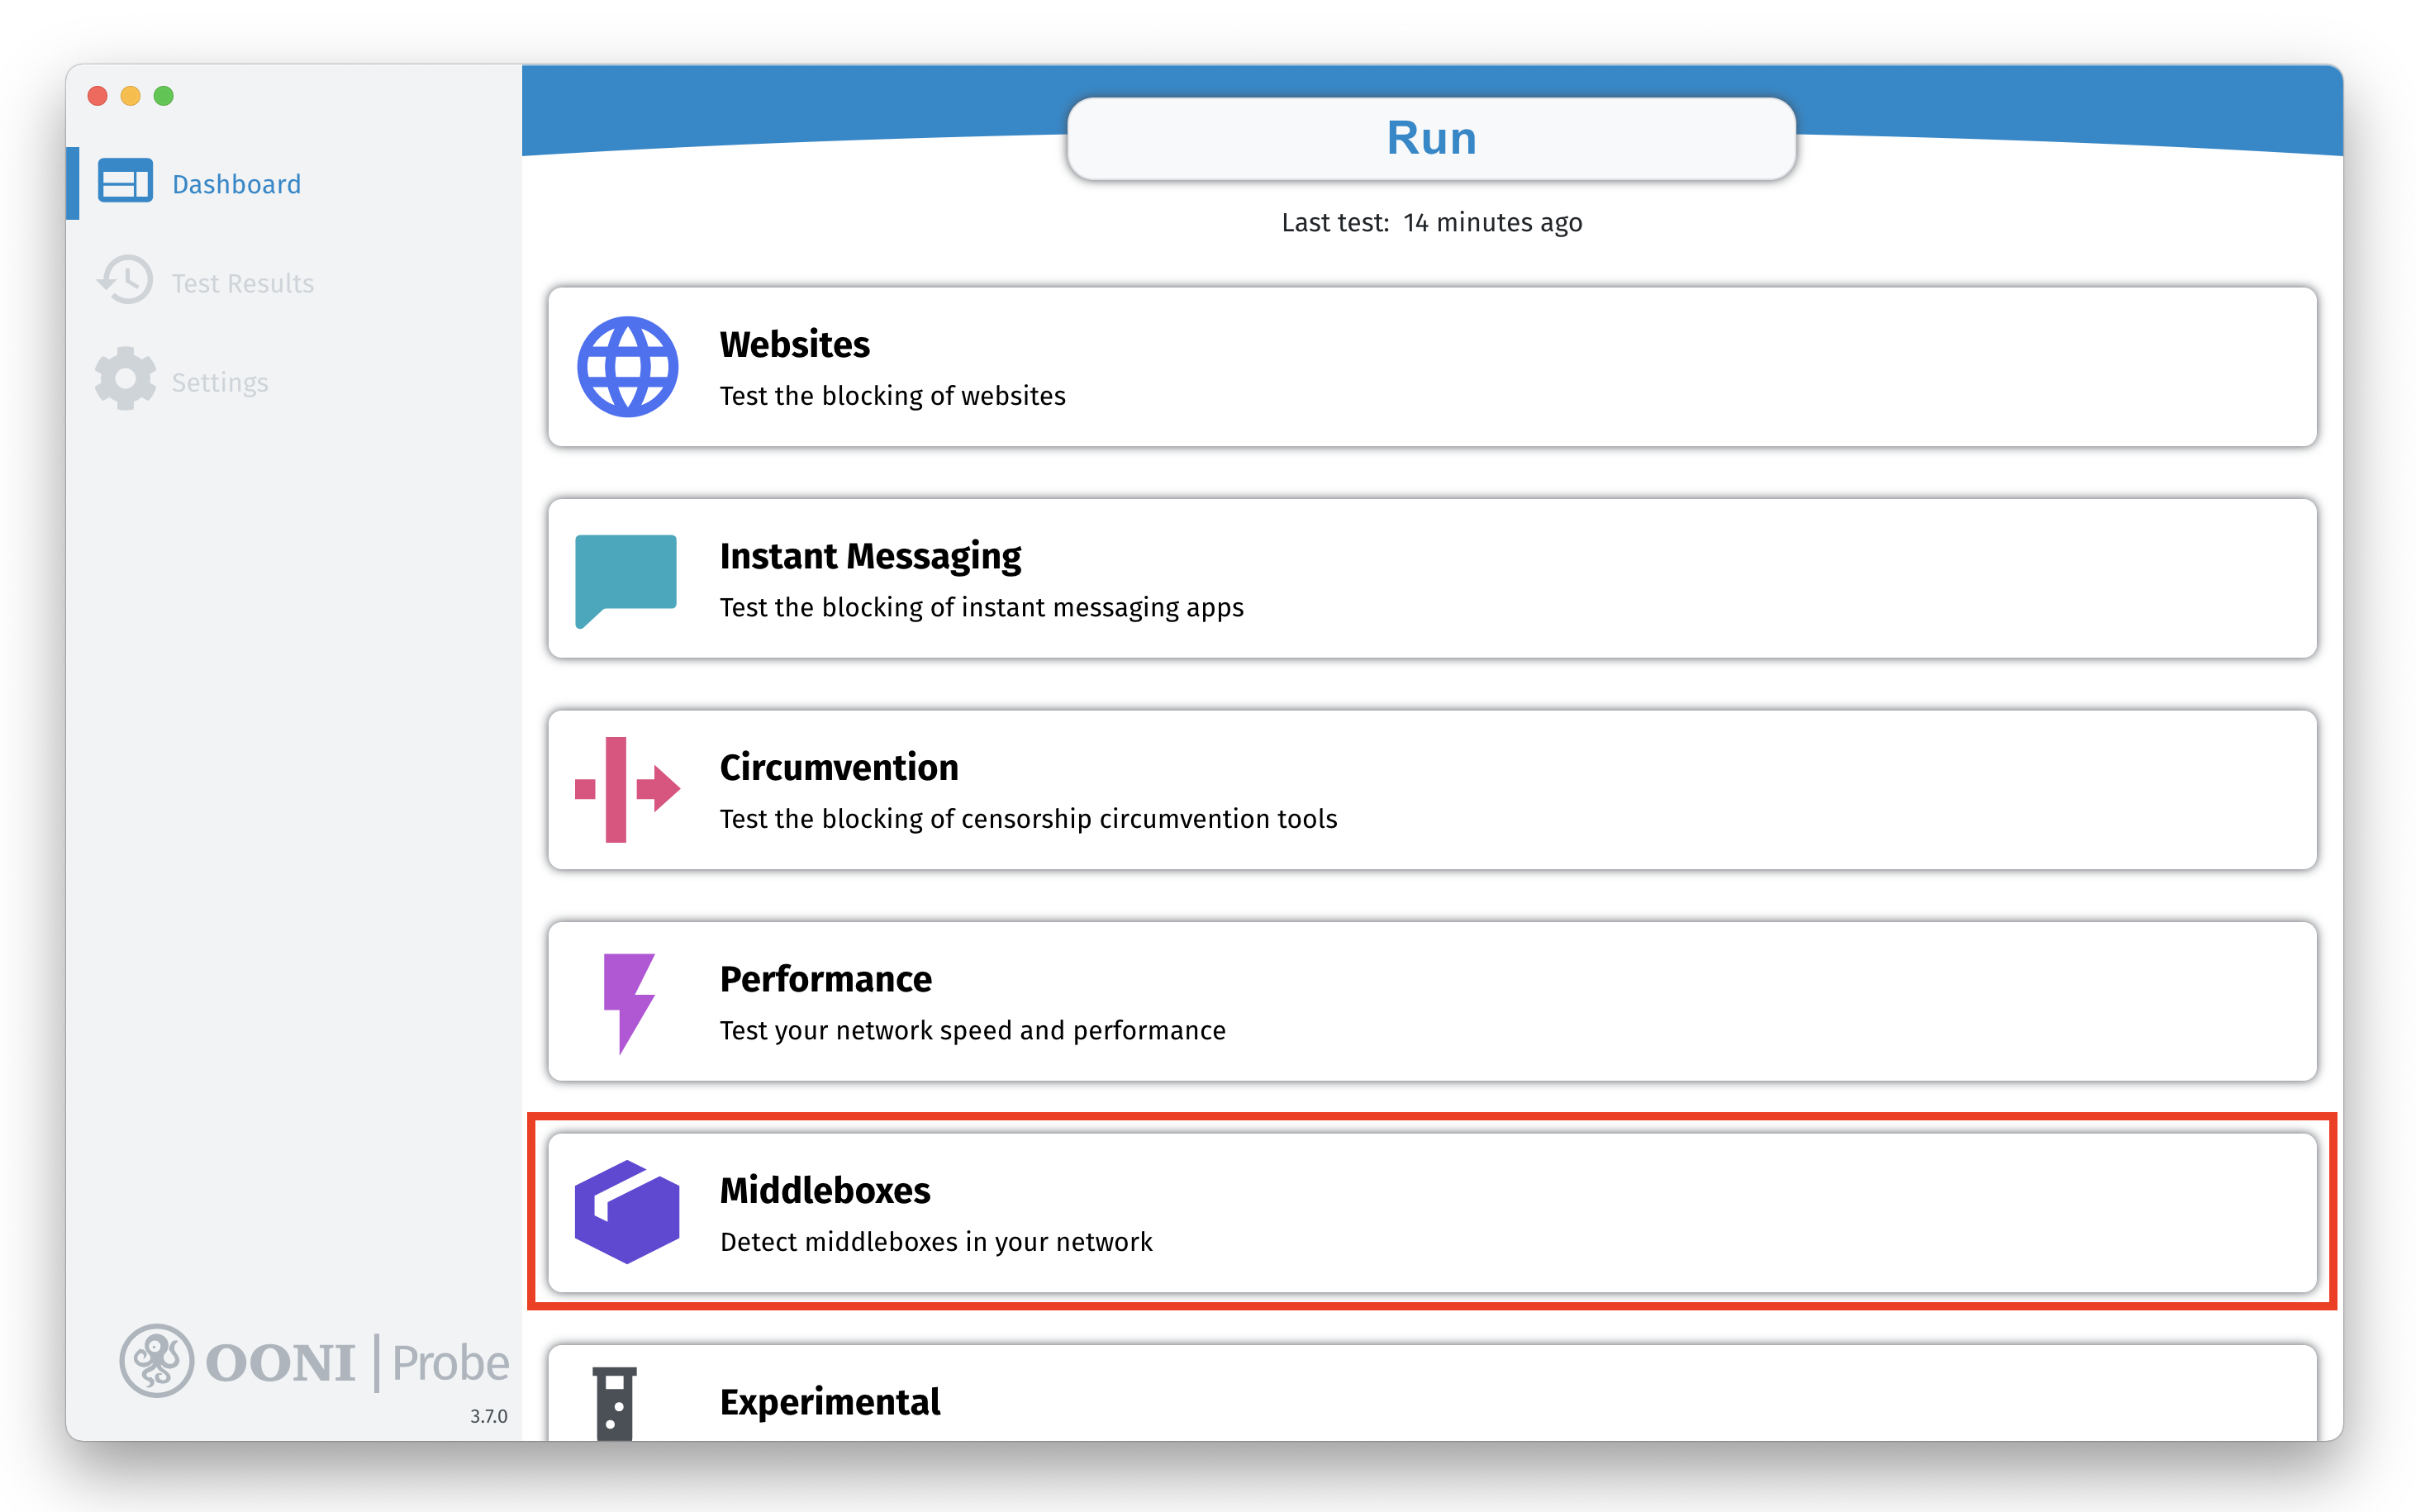 Dashboard
Test Results
Settings
OONI Probe
3.7.0
Run
Last test: 14 minutes ago
Websites
Test the blocking of websites
Instant Messaging
Test the blocking of instant messaging apps
Circumvention
Test the blocking of censorship circumvention tools
Performance
Test your network speed and performance
Middleboxes
Detect middleboxes in your network
Experimental